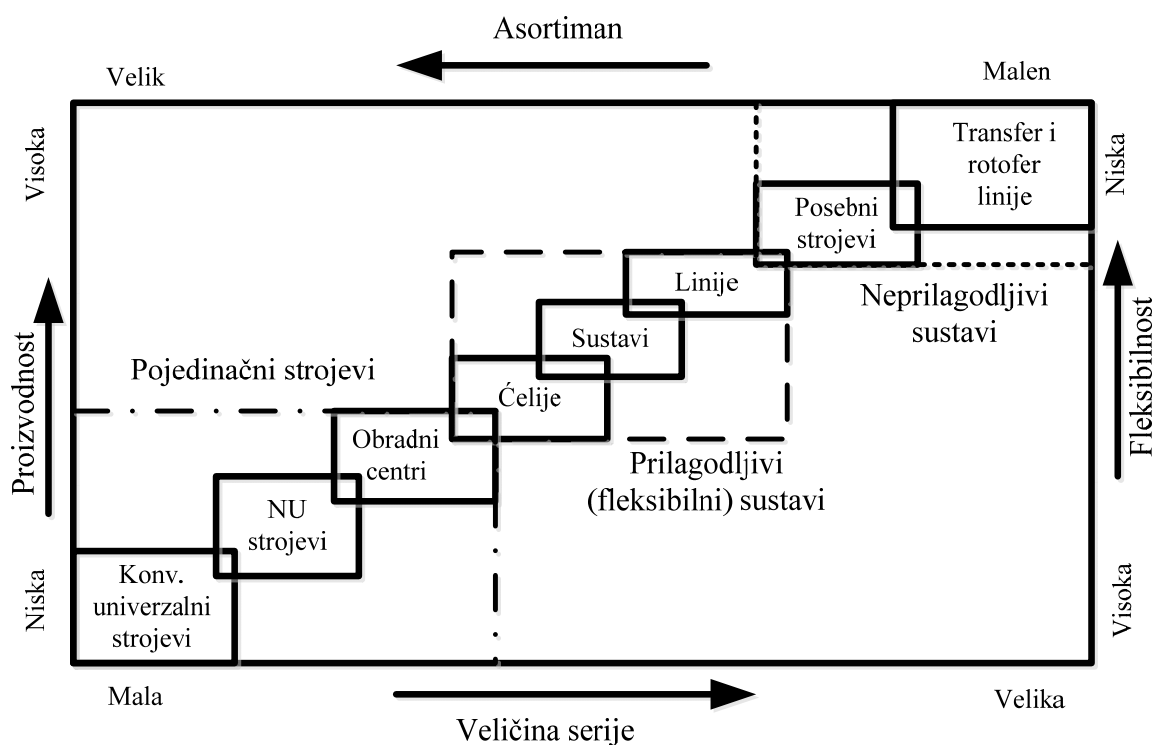 Asortiman
Velik
Malen
Visoka
Transfer i
rotofer
linije
Niska
Posebni
strojevi
Linije
Neprilagodljivi
sustavi
Sustavi
Pojedinačni strojevi
Ćelije
Proizvodnost
Fleksibilnost
Obradni
centri
Prilagodljivi
(fleksibilni) sustavi
NU
strojevi
Konv.
univerzalni
strojevi
Niska
Visoka
Mala
Velika
Veličina serije